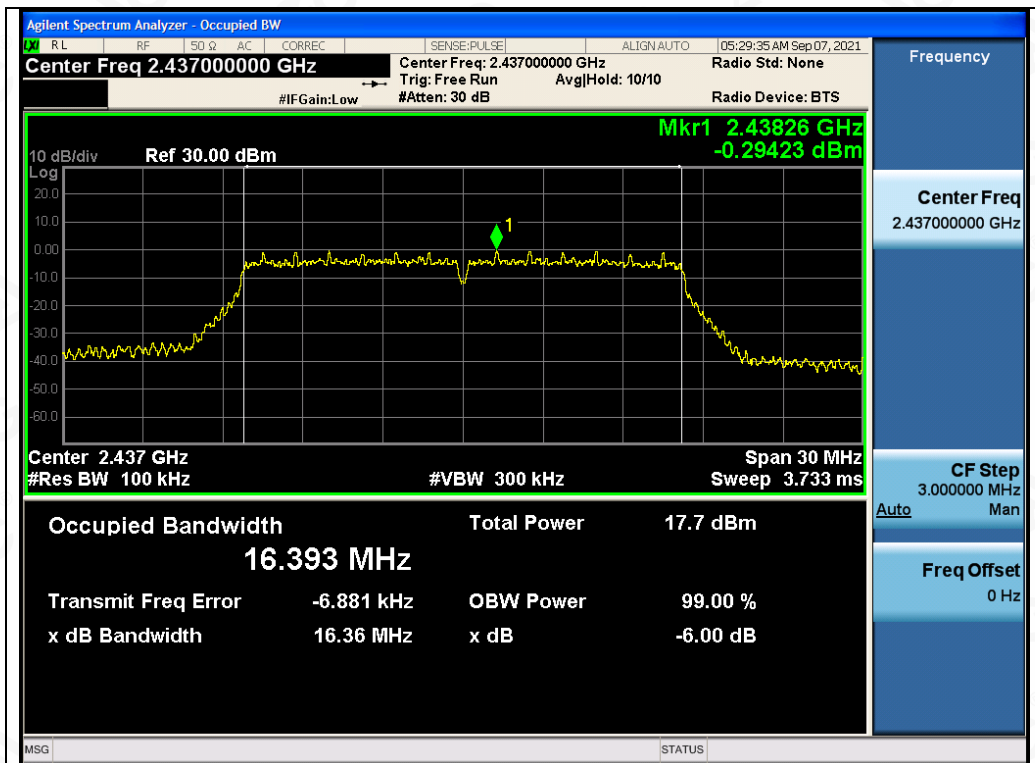 Agilent Spectrum Analyzer - Occupied BW
LXI RL RF 50 Ω AC CORREC SENSE:PULSE ALIGN AUTO 05:29:35 AM Sep 07, 2021
Center Freq 2.437000000 GHz
Center Freq: 2.437000000 GHz Radio Std: None
Trig: Free Run Avg|Hold: 10/10
#IFGain:Low #Atten: 30 dB Radio Device: BTS
Mkr1 2.43826 GHz
-0.29423 dBm
10 dB/div Ref 30.00 dBm
Log
20.0
10.0
1
0.00
-10.0
-20.0
-30.0
-40.0
-50.0
-60.0
Center 2.437 GHz Span 30 MHz
#Res BW 100 kHz #VBW 300 kHz Sweep 3.733 ms
Occupied Bandwidth Total Power 17.7 dBm
16.393 MHz
Transmit Freq Error -6.881 kHz OBW Power 99.00 %
x dB Bandwidth 16.36 MHz x dB -6.00 dB
MSG STATUS
Frequency
Center Freq
2.437000000 GHz
CF Step
3.000000 MHz
Auto Man
Freq Offset
0 Hz